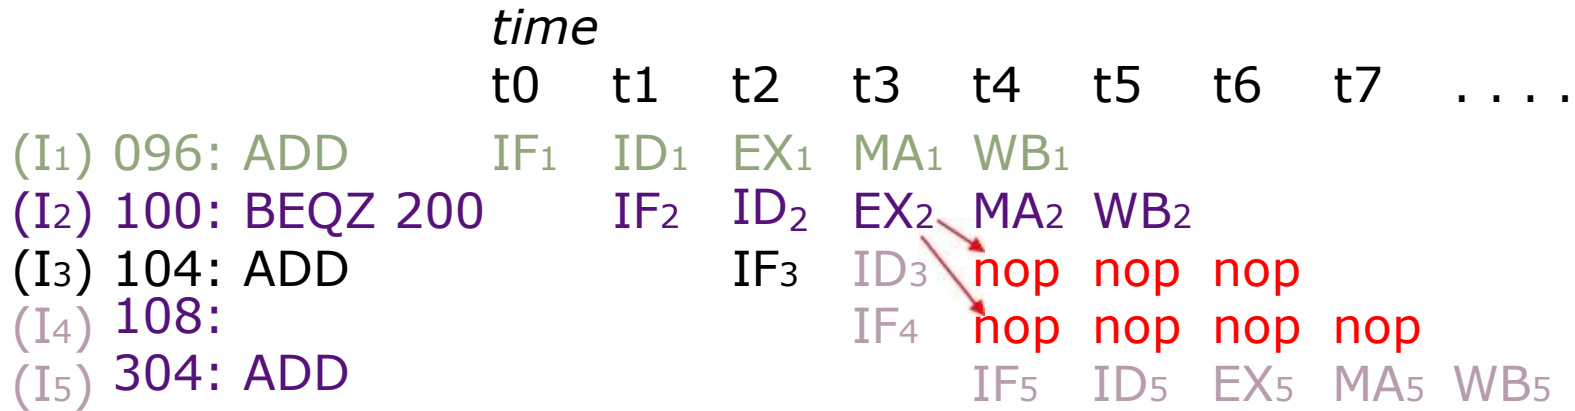 time
t0 t1 t2 t3 t4 t5 t6 t7 . . . .
(I1) 096: ADD IF1 ID1 EX1 MA1 WB1
(I2) 100: BEQZ 200 IF2 ID2 EX2 MA2 WB2
(I3) 104: ADD IF3 ID3 nop nop nop
(I4) 108: IF4 nop nop nop nop
(I5) 304: ADD IF5 ID5 EX5 MA5 WB5